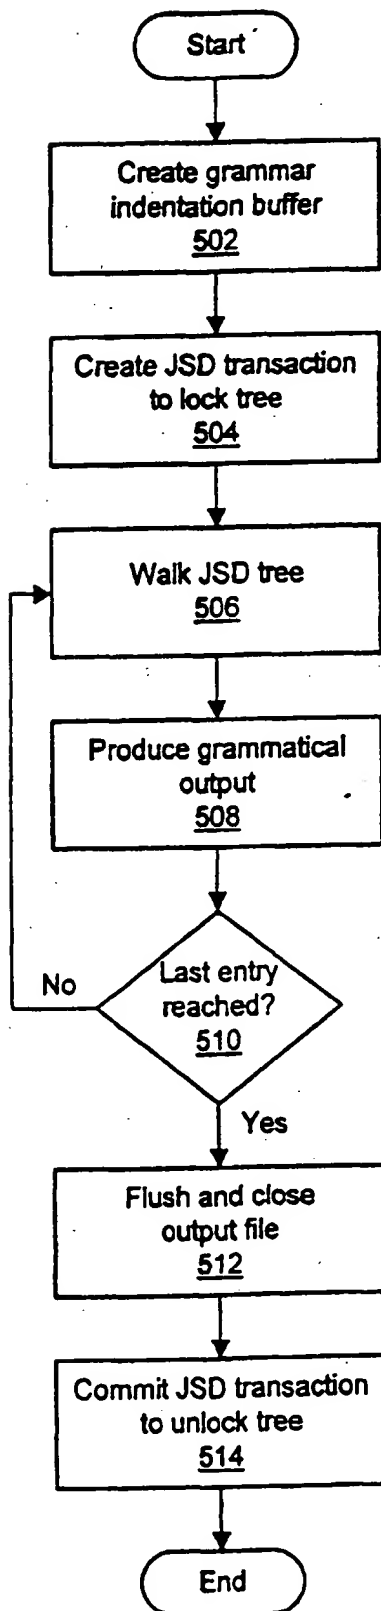 Start
Create grammar
indentation buffer
502
Create JSD transaction
to lock tree
504
Walk JSD tree
506
Produce grammatical
output
508
Last entry
reached?
510
No
Yes
Flush and close
output file
512
Commit JSD transaction
to unlock tree
514
End